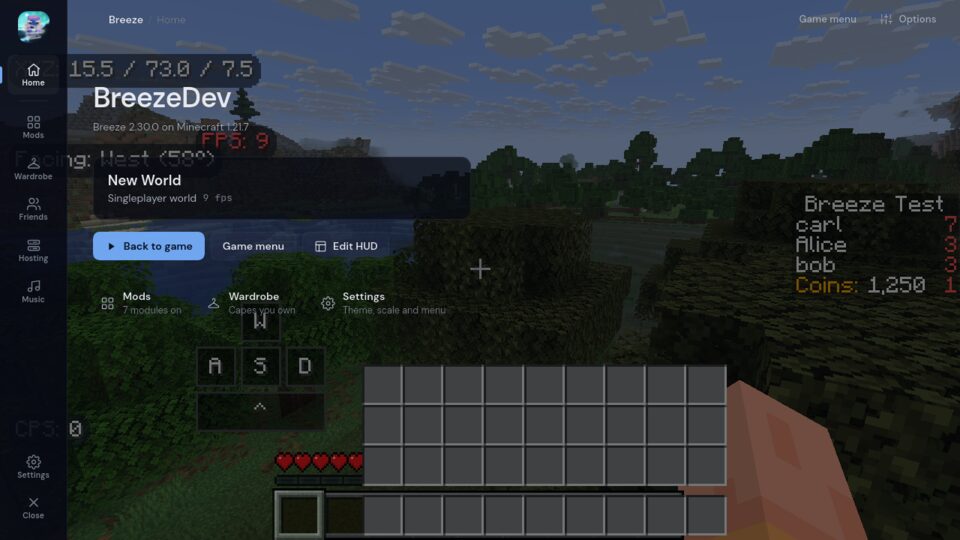 Breeze / Home
Game menu
Options
15.5 / 73.0 / 7.5
Home
BreezeDev
Breeze 2.30.0 on Minecraft 1.21.7
FPS: 9
Mods
Facing: West (58°)
Wardrobe
New World
Singleplayer world 9 fps
Friends
Breeze Test
carl 7
Alice 3
bob 3
Coins: 1,250 1
Hosting
Back to game
Game menu
Edit HUD
Music
Mods
7 modules on
Wardrobe
Capes you own
Settings
Theme, scale and menu
W
A
S
D
^
CPS: 0
Settings
Close